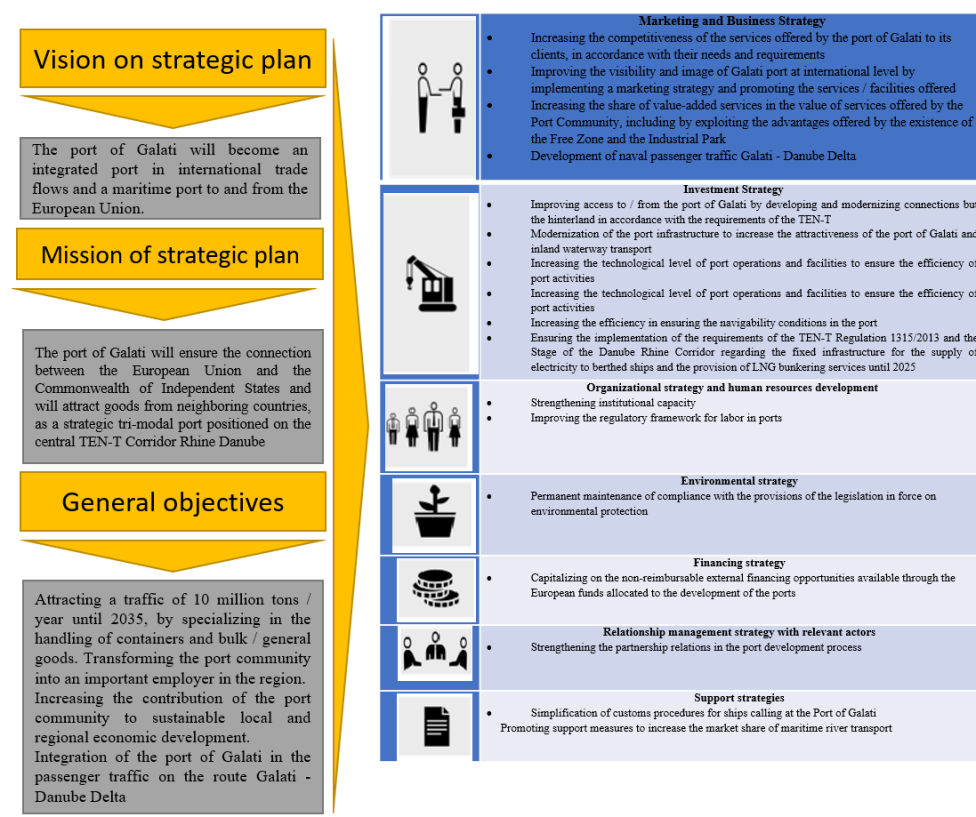 Vision on strategic plan
The port of Galati will become an
integrated port in international trade
flows and a maritime port to and from the
European Union.
Mission of strategic plan
The port of Galati will ensure the connection
between the European Union and the
Commonwealth of Independent States and
will attract goods from neighboring countries,
as a strategic tri-modal port positioned on the
central TEN-T Corridor Rhine Danube
General objectives
Attracting a traffic of 10 million tons /
year until 2035, by specializing in the
handling of containers and bulk / general
goods. Transforming the port community
into an important employer in the region.
Increasing the contribution of the port
community to sustainable local and
regional economic development.
Integration of the port of Galati in the
passenger traffic on the route Galati -
Danube Delta
Marketing and Business Strategy
• Increasing the competitiveness of the services offered by the port of Galati to its
clients, in accordance with their needs and requirements
• Improving the visibility and image of Galati port at international level by
implementing a marketing strategy and promoting the services / facilities offered
• Increasing the share of value-added services in the value of services offered by the
Port Community, including by exploiting the advantages offered by the existence of
the Free Zone and the Industrial Park
• Development of naval passenger traffic Galati - Danube Delta
Investment Strategy
• Improving access to / from the port of Galati by developing and modernizing connections but
the hinterland in accordance with the requirements of the TEN-T
• Modernization of the port infrastructure to increase the attractiveness of the port of Galati and
inland waterway transport
• Increasing the technological level of port operations and facilities to ensure the efficiency of
port activities
• Increasing the technological level of port operations and facilities to ensure the efficiency of
port activities
• Increasing the efficiency in ensuring the navigability conditions in the port
• Ensuring the implementation of the requirements of the TEN-T Regulation 1315/2013 and the
Stage of the Danube Rhine Corridor regarding the fixed infrastructure for the supply of
electricity to berthed ships and the provision of LNG bunkering services until 2025
Organizational strategy and human resources development
• Strengthening institutional capacity
• Improving the regulatory framework for labor in ports
Environmental strategy
• Permanent maintenance of compliance with the provisions of the legislation in force on
environmental protection
Financing strategy
• Capitalizing on the non-reimbursable external financing opportunities available through the
European funds allocated to the development of the ports
Relationship management strategy with relevant actors
• Strengthening the partnership relations in the port development process
Support strategies
• Simplification of customs procedures for ships calling at the Port of Galati
Promoting support measures to increase the market share of maritime river transport